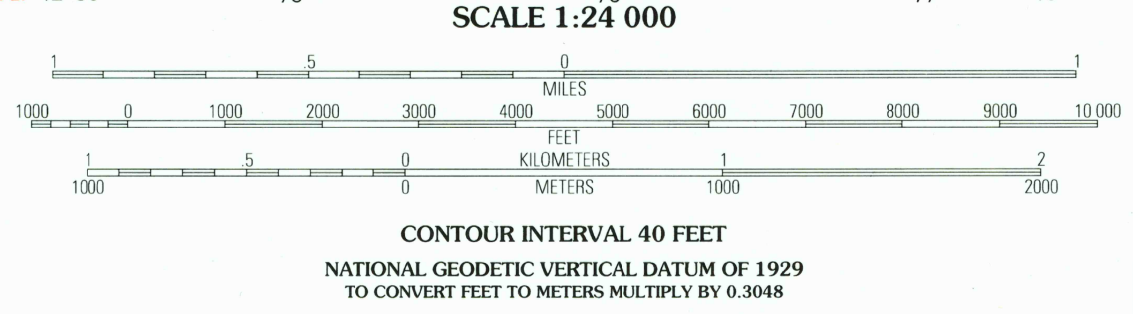 SCALE 1:24 000
1 .5 0 1
MILES
1000 0 1000 2000 3000 4000 5000 6000 7000 8000 9000 10 000
FEET
1 .5 0 KILOMETERS 1 2
1000 0 METERS 1000 2000
CONTOUR INTERVAL 40 FEET
NATIONAL GEODETIC VERTICAL DATUM OF 1929
TO CONVERT FEET TO METERS MULTIPLY BY 0.3048